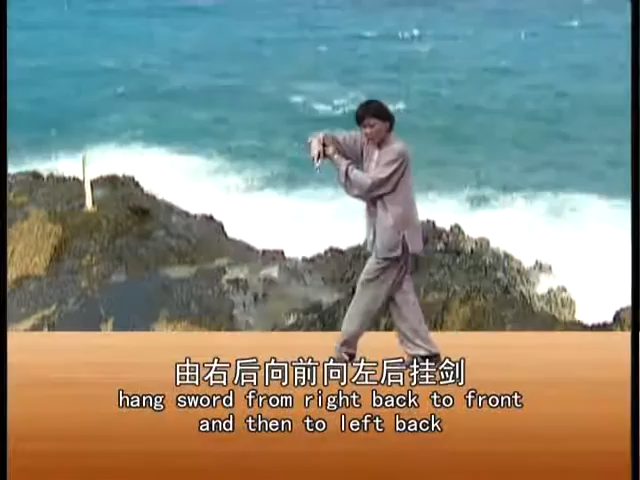 由右后向前向左后挂剑
hang sword from right back to front
and then to left back